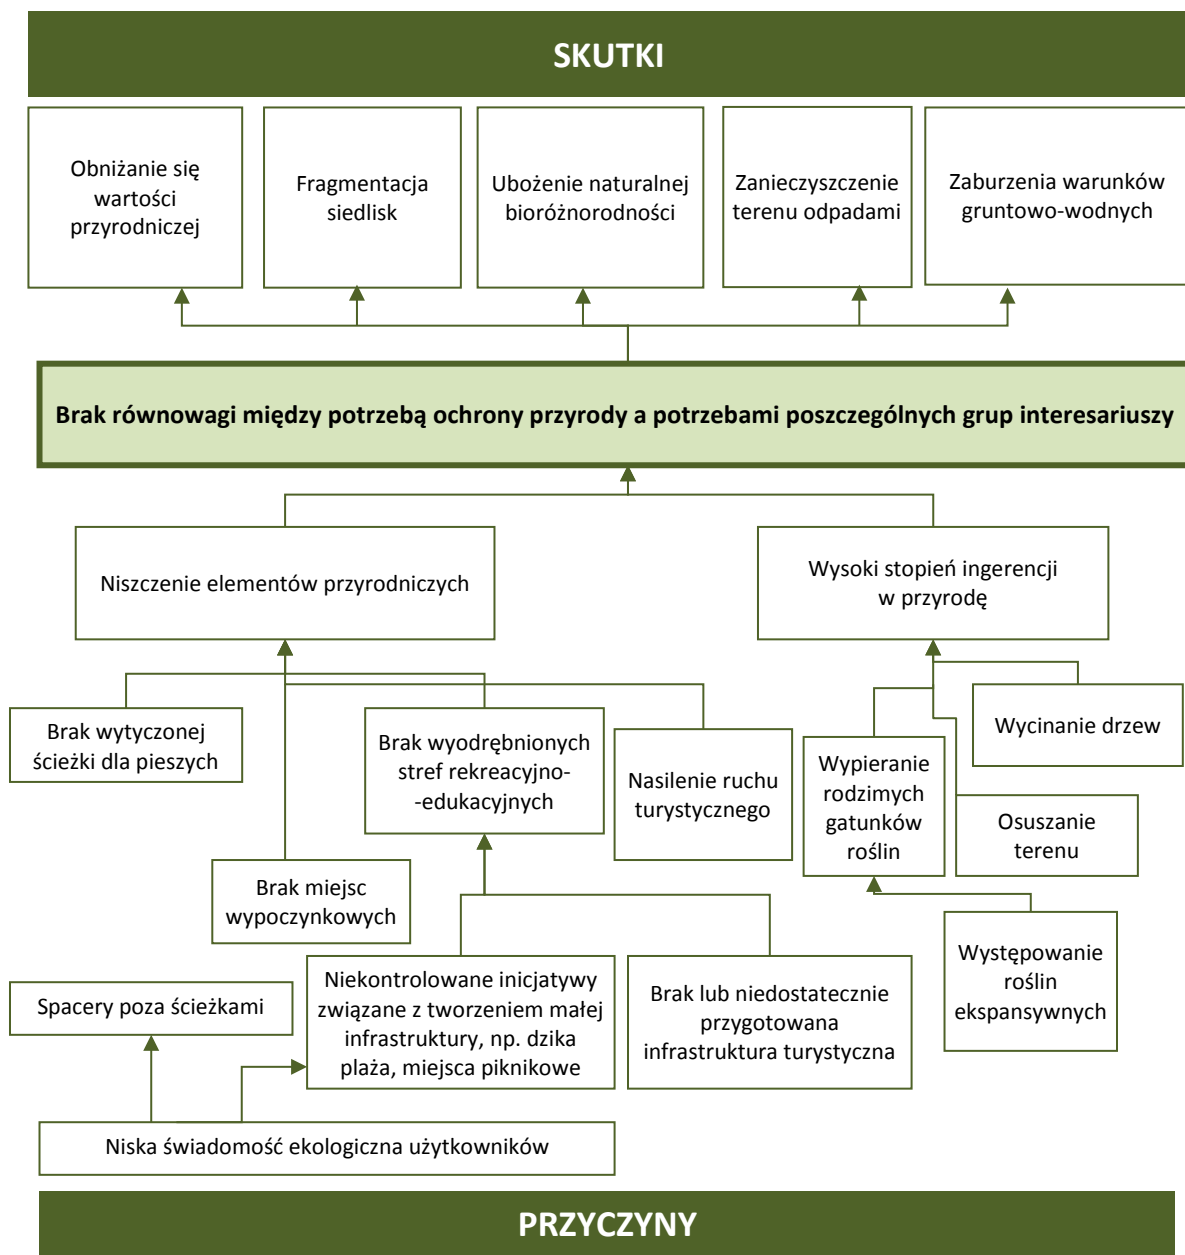 SKUTKI
Obniżanie się
wartości
przyrodniczej
Fragmentacja
siedlisk
Ubożenie naturalnej
bioróżnorodności
Zanieczyszczenie
terenu odpadami
Zaburzenia warunków
gruntowo-wodnych
Brak równowagi między potrzebą ochrony przyrody a potrzebami poszczególnych grup interesariuszy
Niszczenie elementów przyrodniczych
Wysoki stopień ingerencji
w przyrodę
Brak wytyczonej
ścieżki dla pieszych
Brak miejsc
wypoczynkowych
Brak wyodrębnionych
stref rekreacyjno-
-edukacyjnych
Nasilenie ruchu
turystycznego
Wypieranie
rodzimych
gatunków
roślin
Wycinanie drzew
Osuszanie
terenu
Spacery poza ścieżkami
Niekontrolowane inicjatywy
związane z tworzeniem małej
infrastruktury, np. dzika
plaża, miejsca piknikowe
Brak lub niedostatecznie
przygotowana
infrastruktura turystyczna
Występowanie
roślin
ekspansywnych
Niska świadomość ekologiczna użytkowników
PRZYCZYNY